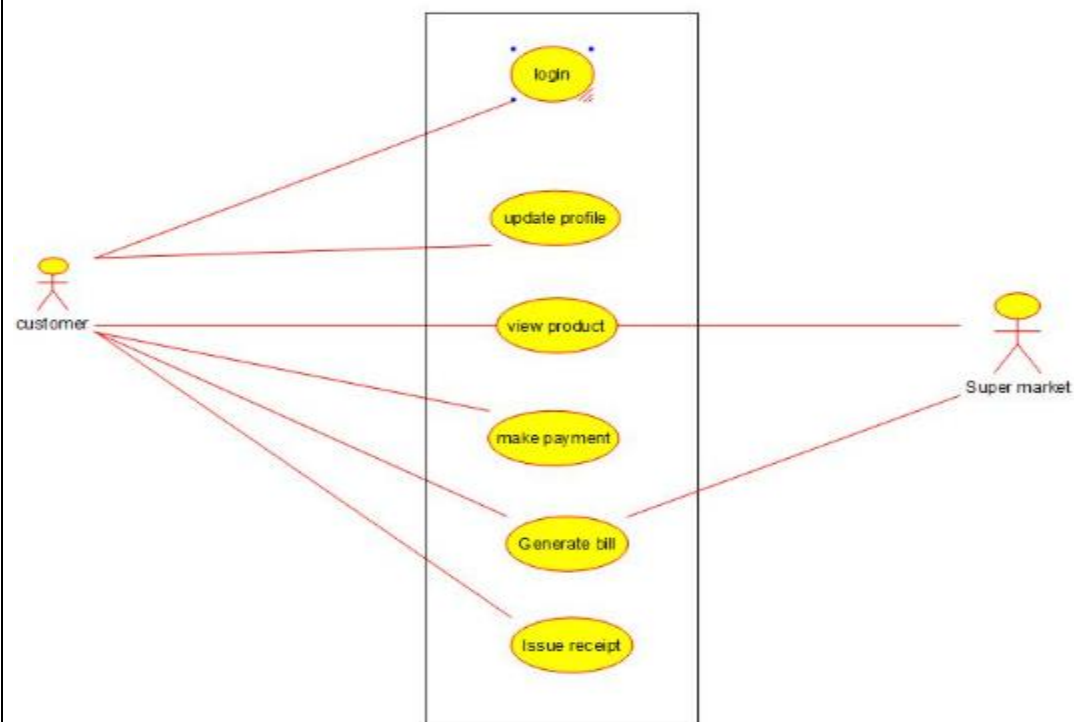 login
update profile
customer
view product
Super market
make payment
Generate bill
Issue receipt